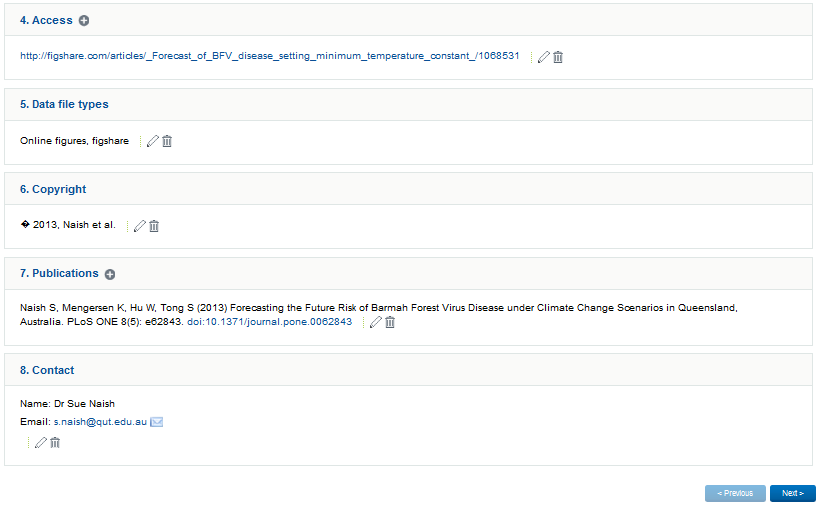 4. Access
http://figshare.com/articles/_Forecast_of_BFV_disease_setting_minimum_temperature_constant_/1068531
5. Data file types
Online figures, figshare
6. Copyright
� 2013, Naish et al.
7. Publications
Naish S, Mengersen K, Hu W, Tong S (2013) Forecasting the Future Risk of Barmah Forest Virus Disease under Climate Change Scenarios in Queensland,
Australia. PLoS ONE 8(5): e62843. doi:10.1371/journal.pone.0062843
8. Contact
Name: Dr Sue Naish
Email: s.naish@qut.edu.au
< Previous Next >